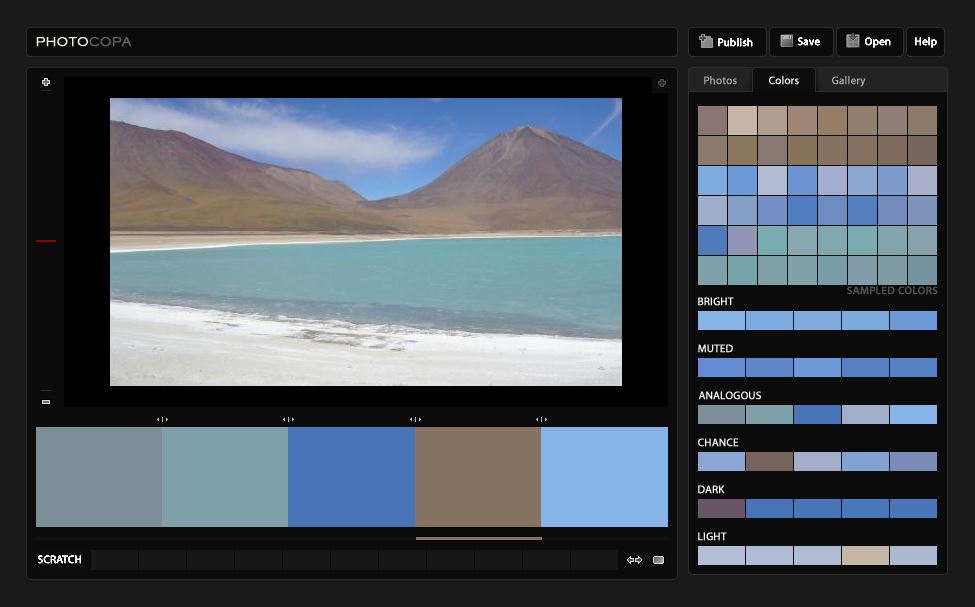 PHOTOCOPA
Publish
Save
Open
Help
Photos
Colors
Gallery
SAMPLED COLORS
BRIGHT
MUTED
ANALOGOUS
CHANCE
DARK
LIGHT
SCRATCH